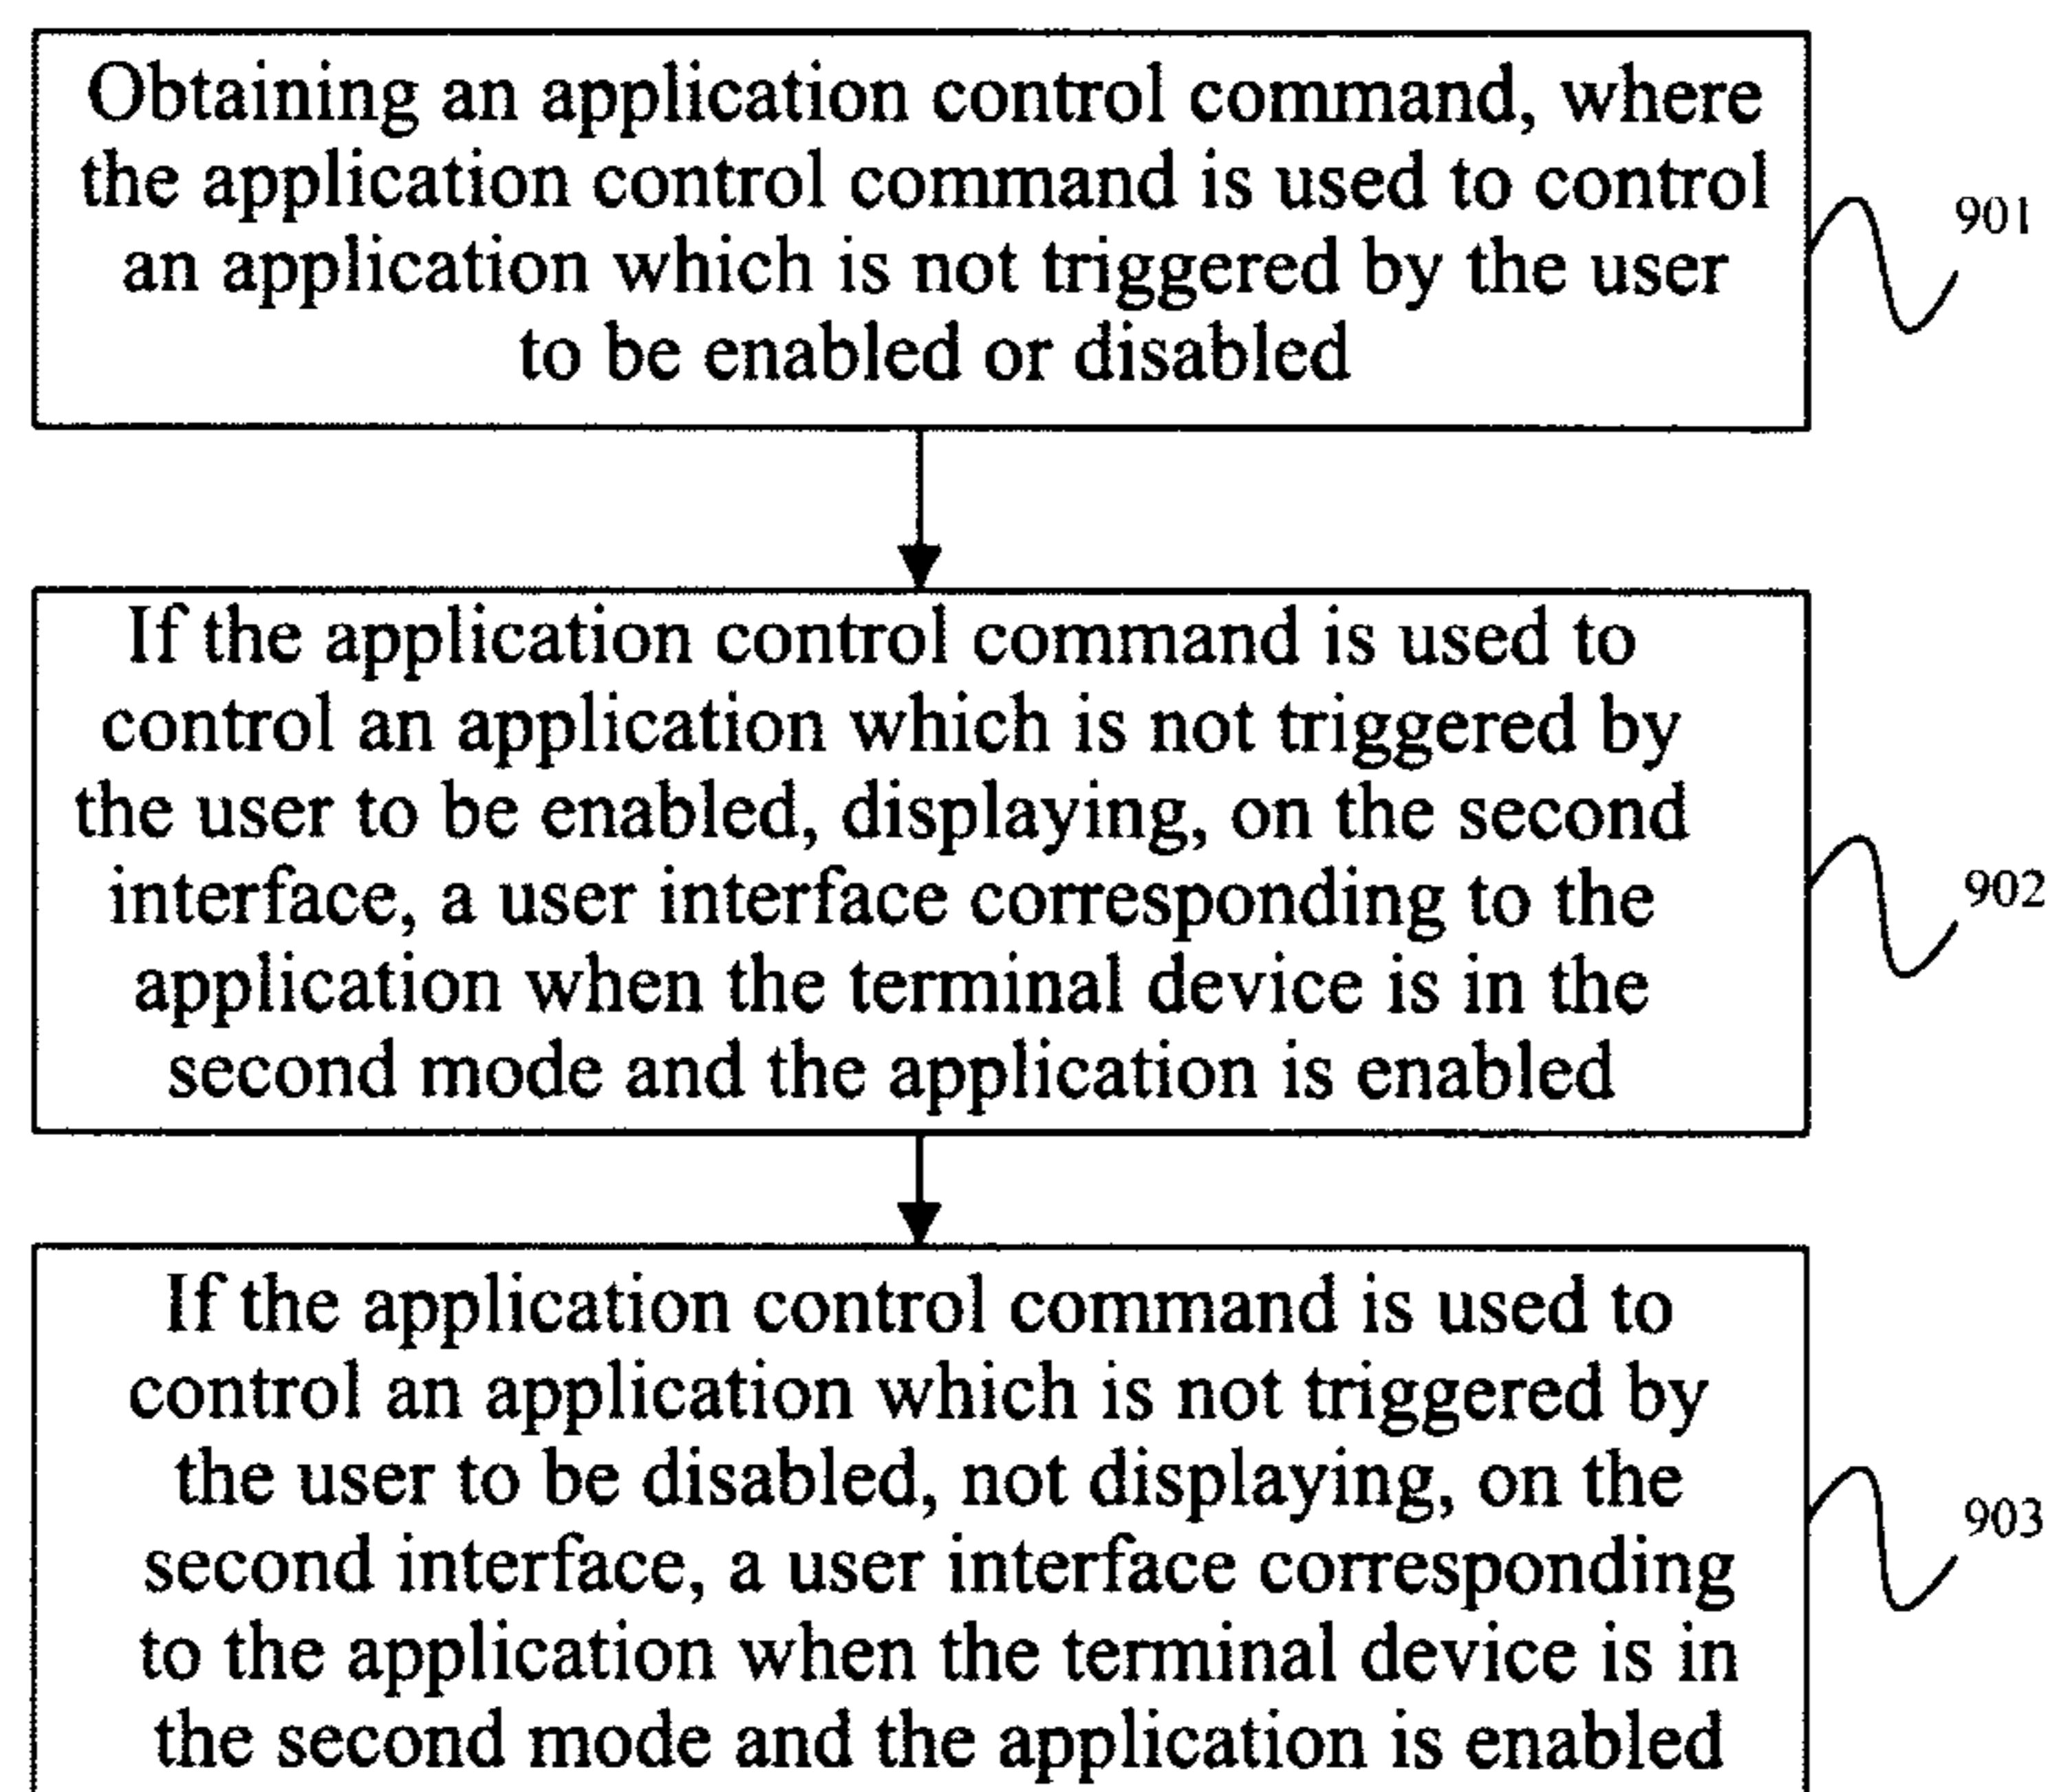 Obtaining an application control command, where
the application control command is used to control
an application which is not triggered by the user
to be enabled or disabled
901
If the application control command is used to
control an application which is not triggered by
the user to be enabled, displaying, on the second
interface, a user interface corresponding to the
application when the terminal device is in the
second mode and the application is enabled
902
If the application control command is used to
control an application which is not triggered by
the user to be disabled, not displaying, on the
second interface, a user interface corresponding
to the application when the terminal device is in
the second mode and the application is enabled
903